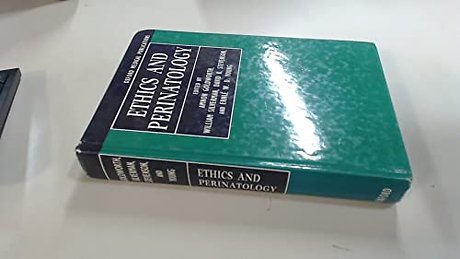 OXFORD MEDICAL PUBLICATIONS
ETHICS AND
PERINATOLOGY
EDITED BY
AMNON GOLDWORTH,
WILLIAM SILVERMAN, DAVID K. STEVENSON,
AND ERNLÉ W. D. YOUNG
GOLDWORTH,
SILVERMAN,
STEVENSON,
AND
YOUNG
ETHICS AND
PERINATOLOGY
OXFORD